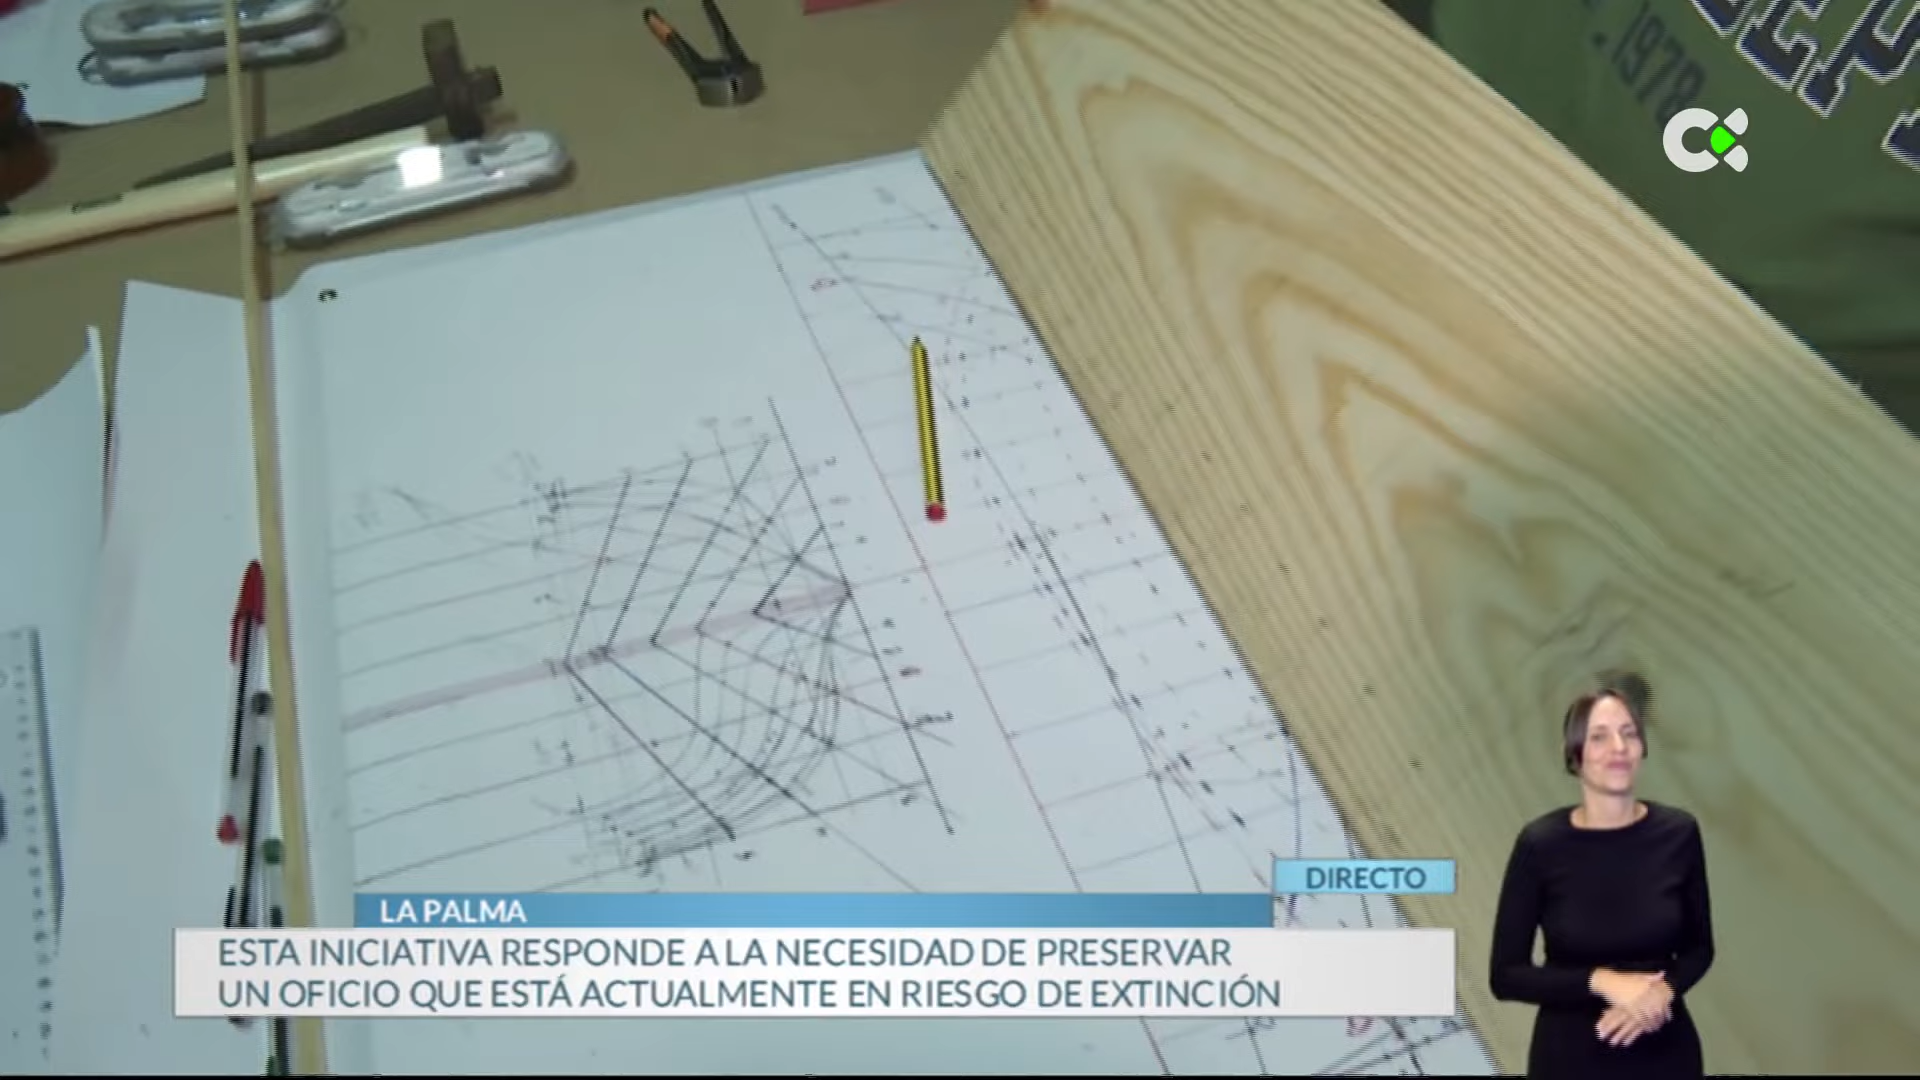 .1978
DIRECTO
LA PALMA
ESTA INICIATIVA RESPONDE A LA NECESIDAD DE PRESERVAR
UN OFICIO QUE ESTÁ ACTUALMENTE EN RIESGO DE EXTINCIÓN